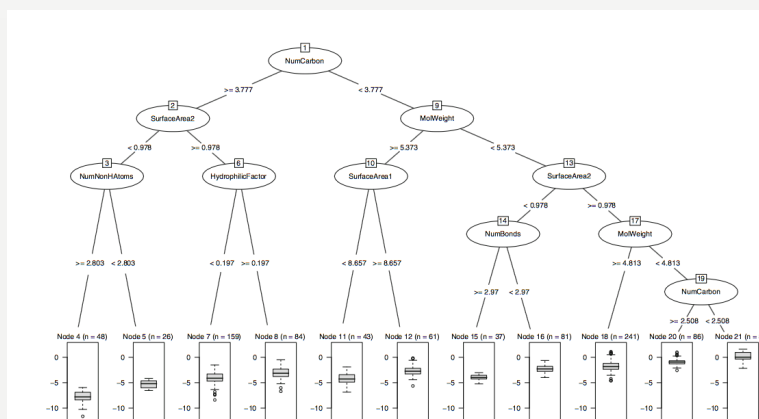 1
NumCarbon
>= 3.777 < 3.777
2 9
SurfaceArea2 MolWeight
< 0.978 >= 0.978 >= 5.373 < 5.373
3 6 10 13
NumNonHAtoms HydrophilicFactor SurfaceArea1 SurfaceArea2
< 0.978 >= 0.978
14 17
NumBonds MolWeight
>= 2.803 < 2.803 < 0.197 >= 0.197 < 8.657 >= 8.657 >= 4.813 < 4.813
19
NumCarbon
>= 2.97 < 2.97
>= 2.508 < 2.508
Node 4 (n = 48) Node 5 (n = 26) Node 7 (n = 159) Node 8 (n = 84) Node 11 (n = 43) Node 12 (n = 61) Node 15 (n = 37) Node 16 (n = 81) Node 18 (n = 241) Node 20 (n = 86) Node 21 (n =
0 0 0 0 0 0 0 0 0 0 0
−5 −5 −5 −5 −5 −5 −5 −5 −5 −5 −5
−10 −10 −10 −10 −10 −10 −10 −10 −10 −10 −10